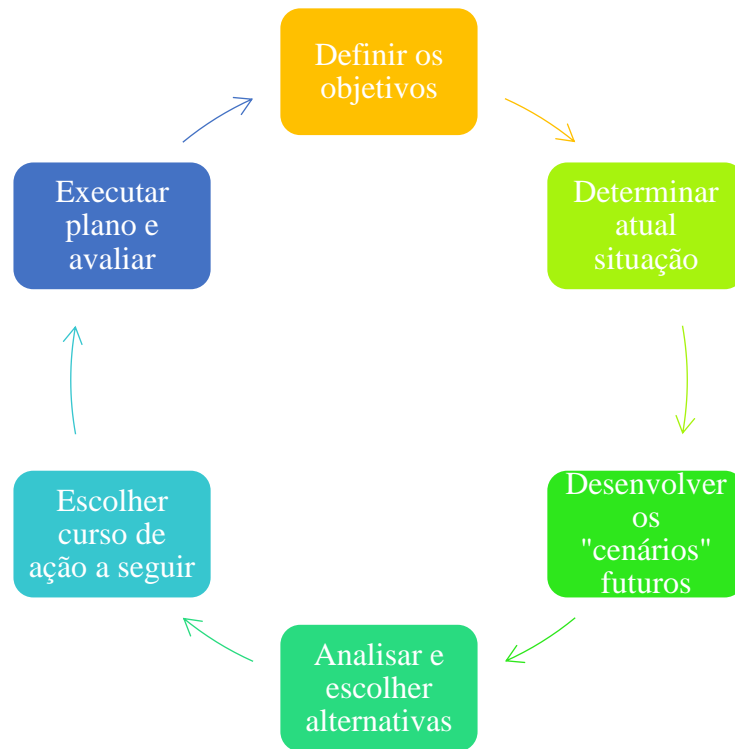 Definir os
objetivos
Determinar
atual
situação
Desenvolver
os
"cenários"
futuros
Analisar e
escolher
alternativas
Escolher
curso de
ação a seguir
Executar
plano e
avaliar